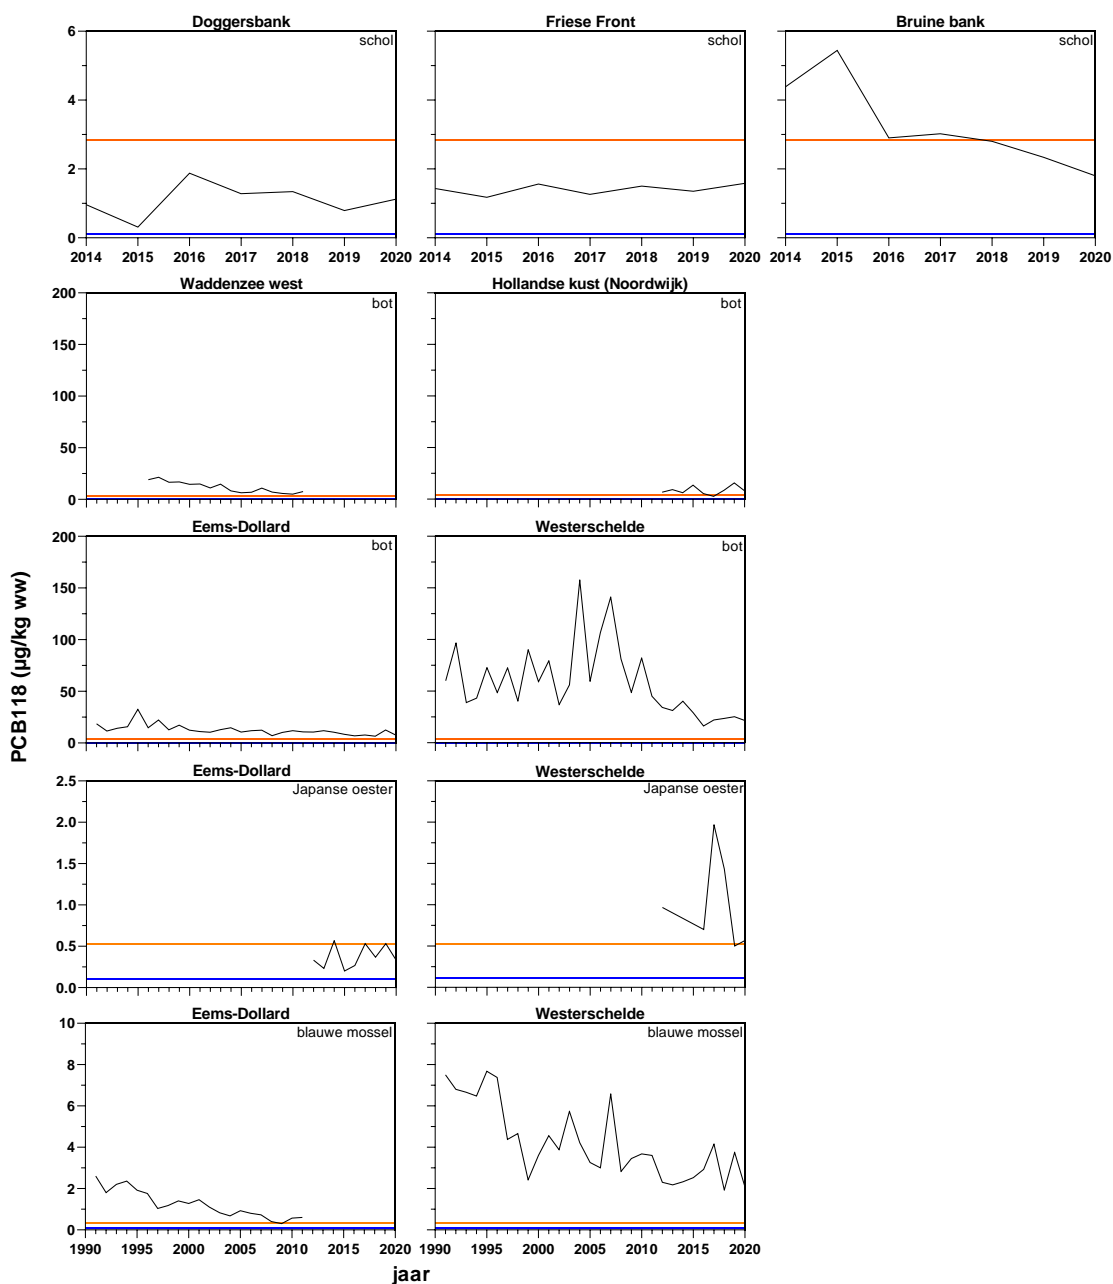 Doggersbank Friese Front Bruine bank
schol schol schol
6
4
2
0
2014 2015 2016 2017 2018 2019 2020 2014 2015 2016 2017 2018 2019 2020 2014 2015 2016 2017 2018 2019 2020
Waddenzee west Hollandse kust (Noordwijk)
bot bot
200
150
100
50
0
Eems-Dollard Westerschelde
bot bot
200
150
100
50
0
PCB118 (µg/kg ww)
Eems-Dollard Westerschelde
Japanse oester Japanse oester
2.5
2.0
1.5
1.0
0.5
0.0
Eems-Dollard Westerschelde
blauwe mossel blauwe mossel
10
8
6
4
2
0
1990 1995 2000 2005 2010 2015 2020 1990 1995 2000 2005 2010 2015 2020
jaar